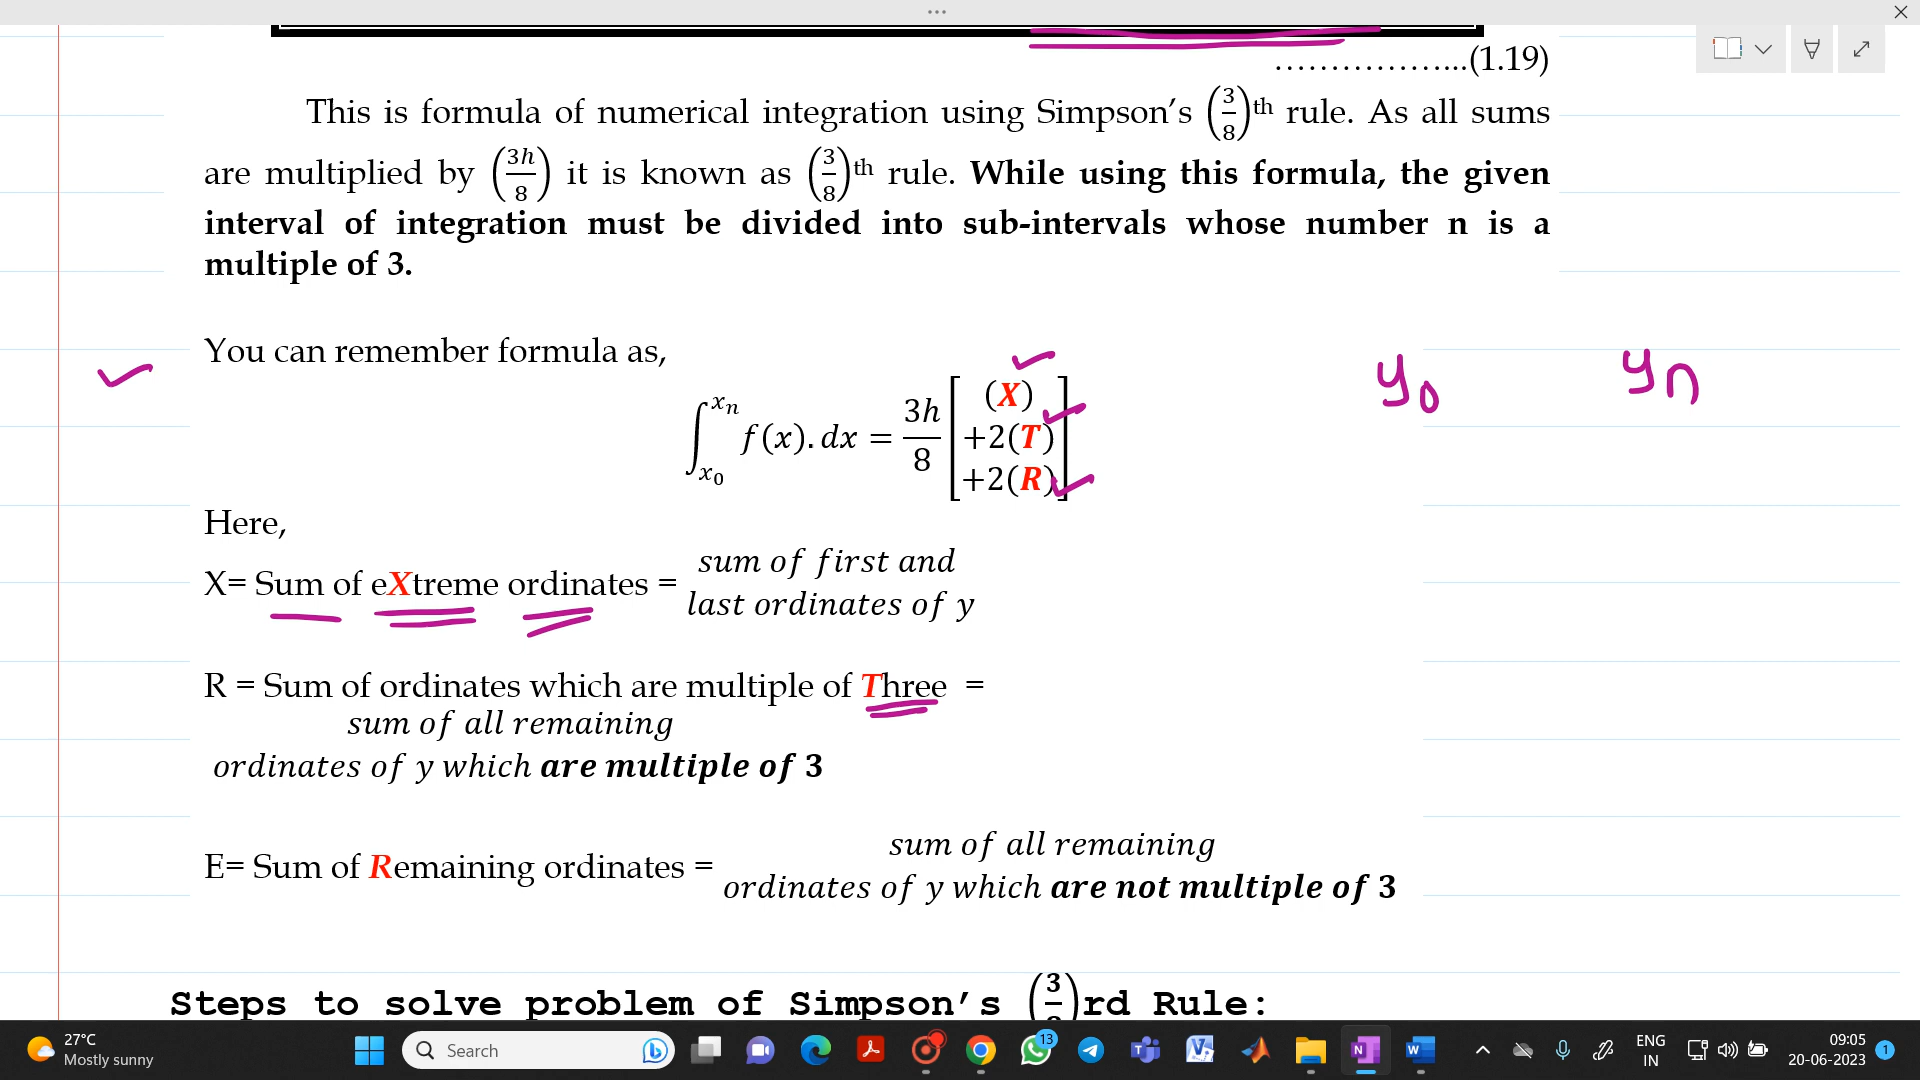 ………………...(1.19)
This is formula of numerical integration using Simpson's (3/8)th rule. As all sums
are multiplied by (3h/8) it is known as (3/8)th rule. While using this formula, the given
interval of integration must be divided into sub-intervals whose number n is a
multiple of 3.
You can remember formula as,
y0 yn
∫_{x0}^{xn} f(x). dx = 3h/8 [(X) +2(T) +2(R)]
Here,
X= Sum of eXtreme ordinates = sum of first and
last ordinates of y
R = Sum of ordinates which are multiple of Three =
sum of all remaining
ordinates of y which are multiple of 3
E= Sum of Remaining ordinates = sum of all remaining
ordinates of y which are not multiple of 3
Steps to solve problem of Simpson's (3/8)rd Rule:
27°C
Mostly sunny
Search
13
ENG
IN
09:05
20-06-2023
1